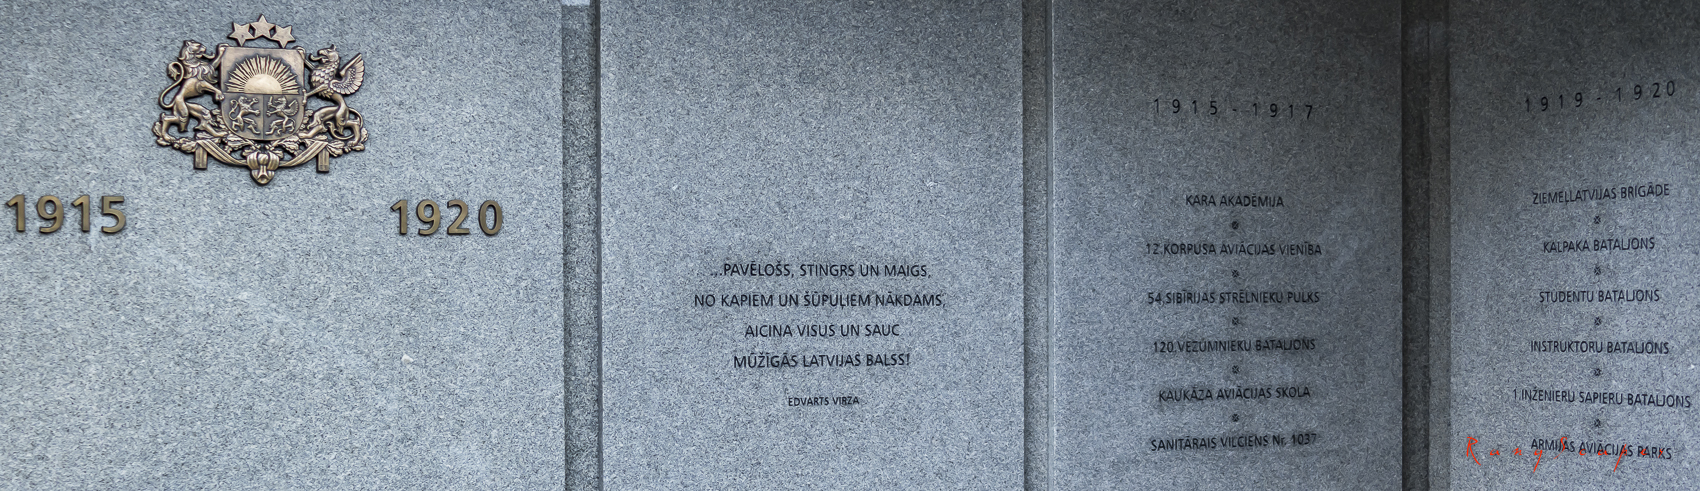 1915 1920
...PAVĒLOŠS, STINGRS UN MAIGS,
NO KAPIEM UN ŠŪPUĻIEM NĀKDAMS,
AICINA VISUS UN SAUC
MŪŽĪGĀS LATVIJAS BALSS!
EDVARTS VIRZA
1915 - 1917
KARA AKADĒMIJA
12.KORPUSA AVIĀCIJAS VIENĪBA
54.SIBĪRIJAS STRĒLNIEKU PULKS
120.VEZUMNIEKU BATALJONS
KAUKĀZA AVIĀCIJAS SKOLA
SANITĀRAIS VILCIENS Nr. 1037
1919 - 1920
ZIEMEĻLATVIJAS BRIGĀDE
KALPAKA BATALJONS
STUDENTU BATALJONS
INSTRUKTORU BATALJONS
1.INŽENIERU SAPIERU BATALJONS
ARMIJAS AVIĀCIJAS PARKS